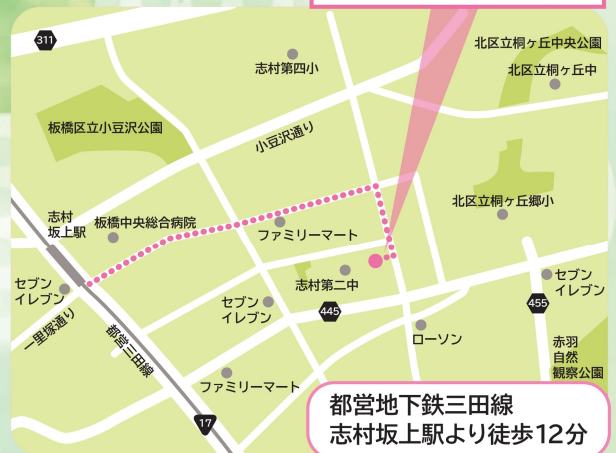 311
志村第四小
北区立桐ヶ丘中央公園
北区立桐ヶ丘中
板橋区立小豆沢公園
小豆沢通り
志村
坂上駅
板橋中央総合病院
ファミリーマート
北区立桐ヶ丘郷小
セブン
イレブン
志村第二中
セブン
イレブン
セブン
イレブン
一里塚通り
都営三田線
445
455
ローソン
赤羽
自然
観察公園
ファミリーマート
17
都営地下鉄三田線
志村坂上駅より徒歩12分